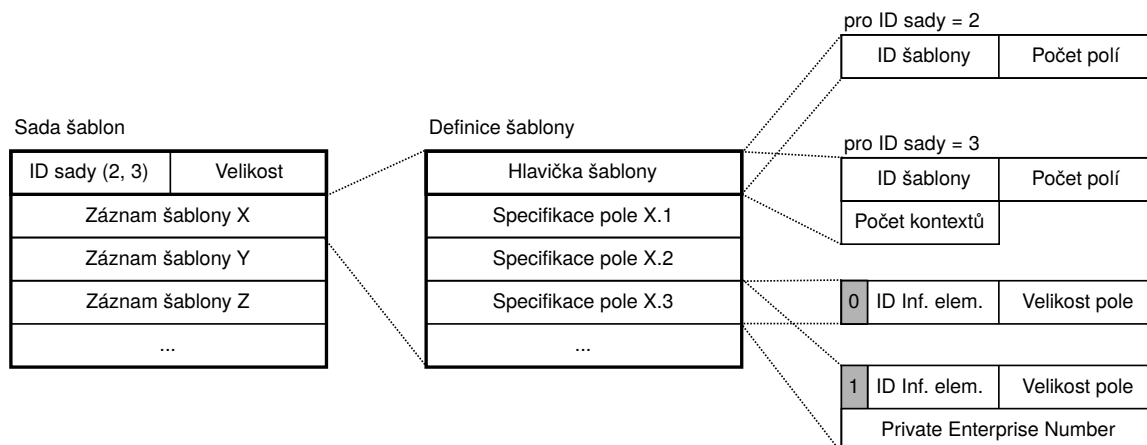 pro ID sady = 2
ID šablony Počet polí
Sada šablon
Definice šablony
pro ID sady = 3
ID sady (2, 3) Velikost
Hlavička šablony
ID šablony Počet polí
Záznam šablony X
Specifikace pole X.1
Počet kontextů
Záznam šablony Y
Specifikace pole X.2
Záznam šablony Z
Specifikace pole X.3
0 ID Inf. elem. Velikost pole
...
...
1 ID Inf. elem. Velikost pole
Private Enterprise Number